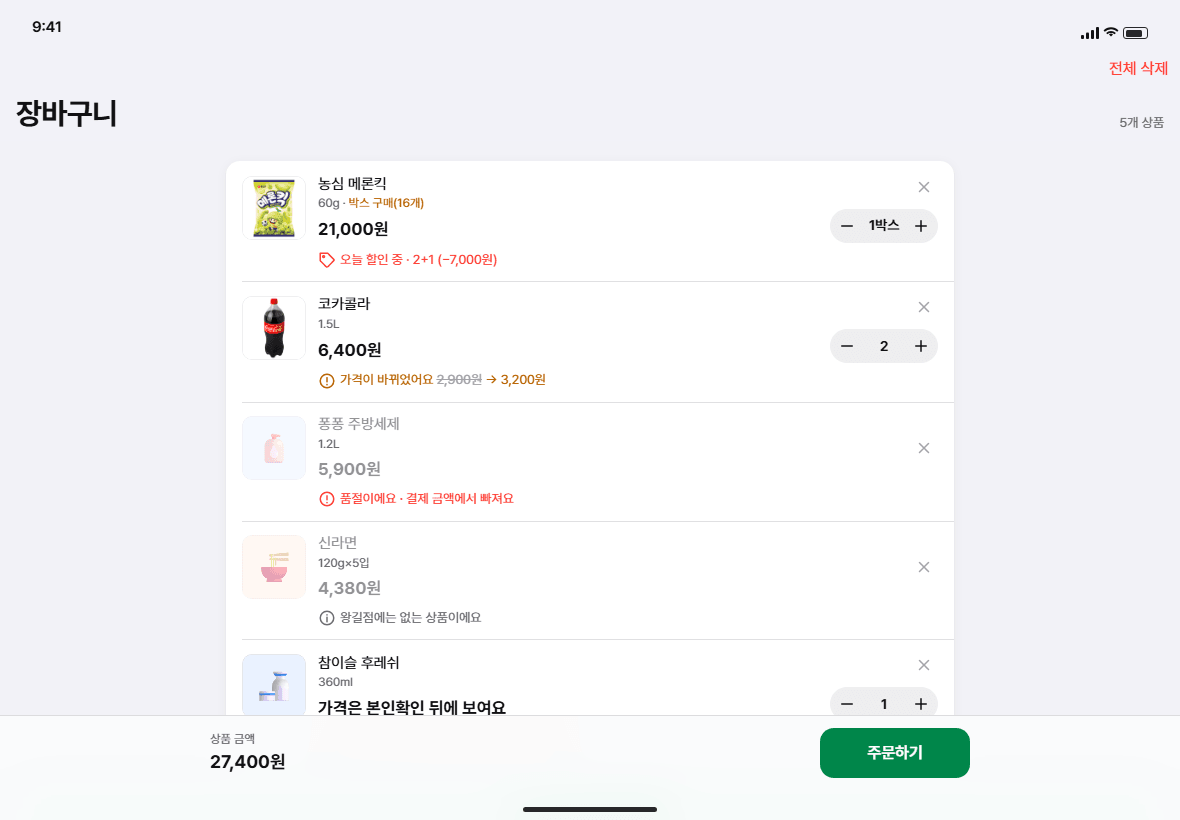 9:41
전체 삭제
장바구니
5개 상품
농심 메론킥
60g · 박스 구매(16개)
21,000원
1박스
오늘 할인 중 · 2+1 (−7,000원)
코카콜라
1.5L
6,400원
2
가격이 바뀌었어요 2,900원 → 3,200원
퐁퐁 주방세제
1.2L
5,900원
품절이에요 · 결제 금액에서 빠져요
신라면
120g×5입
4,380원
왕길점에는 없는 상품이에요
참이슬 후레쉬
360ml
가격은 본인확인 뒤에 보여요
1
상품 금액
27,400원
주문하기